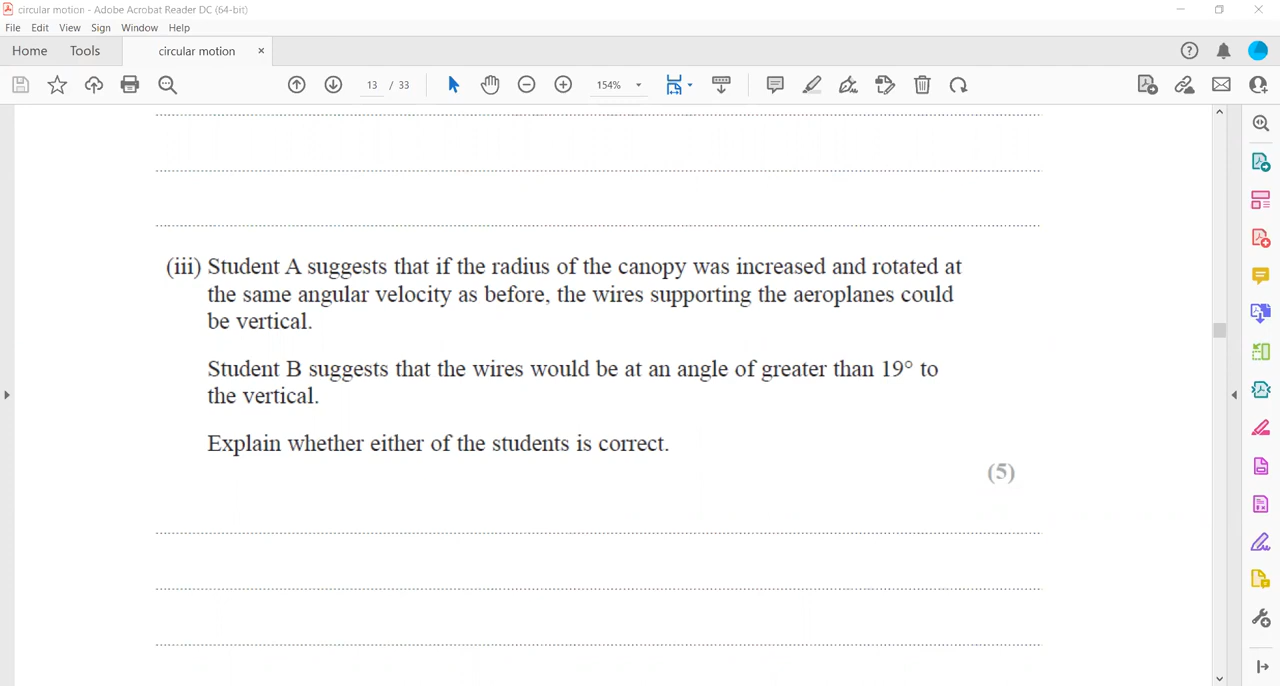 circular motion - Adobe Acrobat Reader DC (64-bit)
File Edit View Sign Window Help
Home Tools circular motion ×
13 / 33 154%
(iii) Student A suggests that if the radius of the canopy was increased and rotated at
the same angular velocity as before, the wires supporting the aeroplanes could
be vertical.
Student B suggests that the wires would be at an angle of greater than 19° to
the vertical.
Explain whether either of the students is correct.
(5)